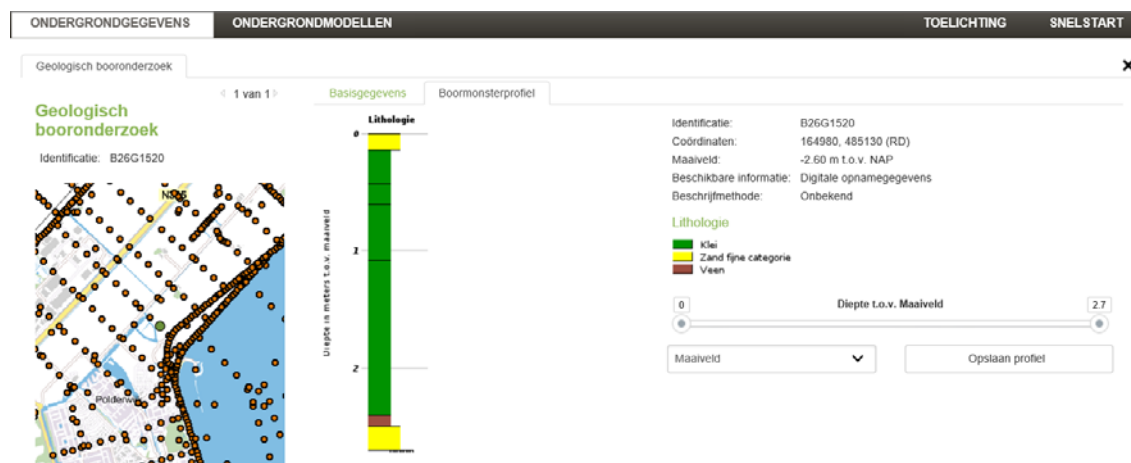 ONDERGRONDGEGEVENS ONDERGRONDMODELLEN TOELICHTING SNELSTART
Geologisch booronderzoek
1 van 1
Geologisch
booronderzoek
Identificatie: B26G1520
Polderw
Basisgegevens Boormonsterprofiel
Lithologie
Diepte in meters t.o.v. maaiveld
0
1
2
Identificatie: B26G1520
Coördinaten: 164980, 485130 (RD)
Maaiveld: -2.60 m t.o.v. NAP
Beschikbare informatie: Digitale opnamegegevens
Beschrijfmethode: Onbekend
Lithologie
Klei
Zand fijne categorie
Veen
0 Diepte t.o.v. Maaiveld 2.7
Maaiveld Opslaan profiel